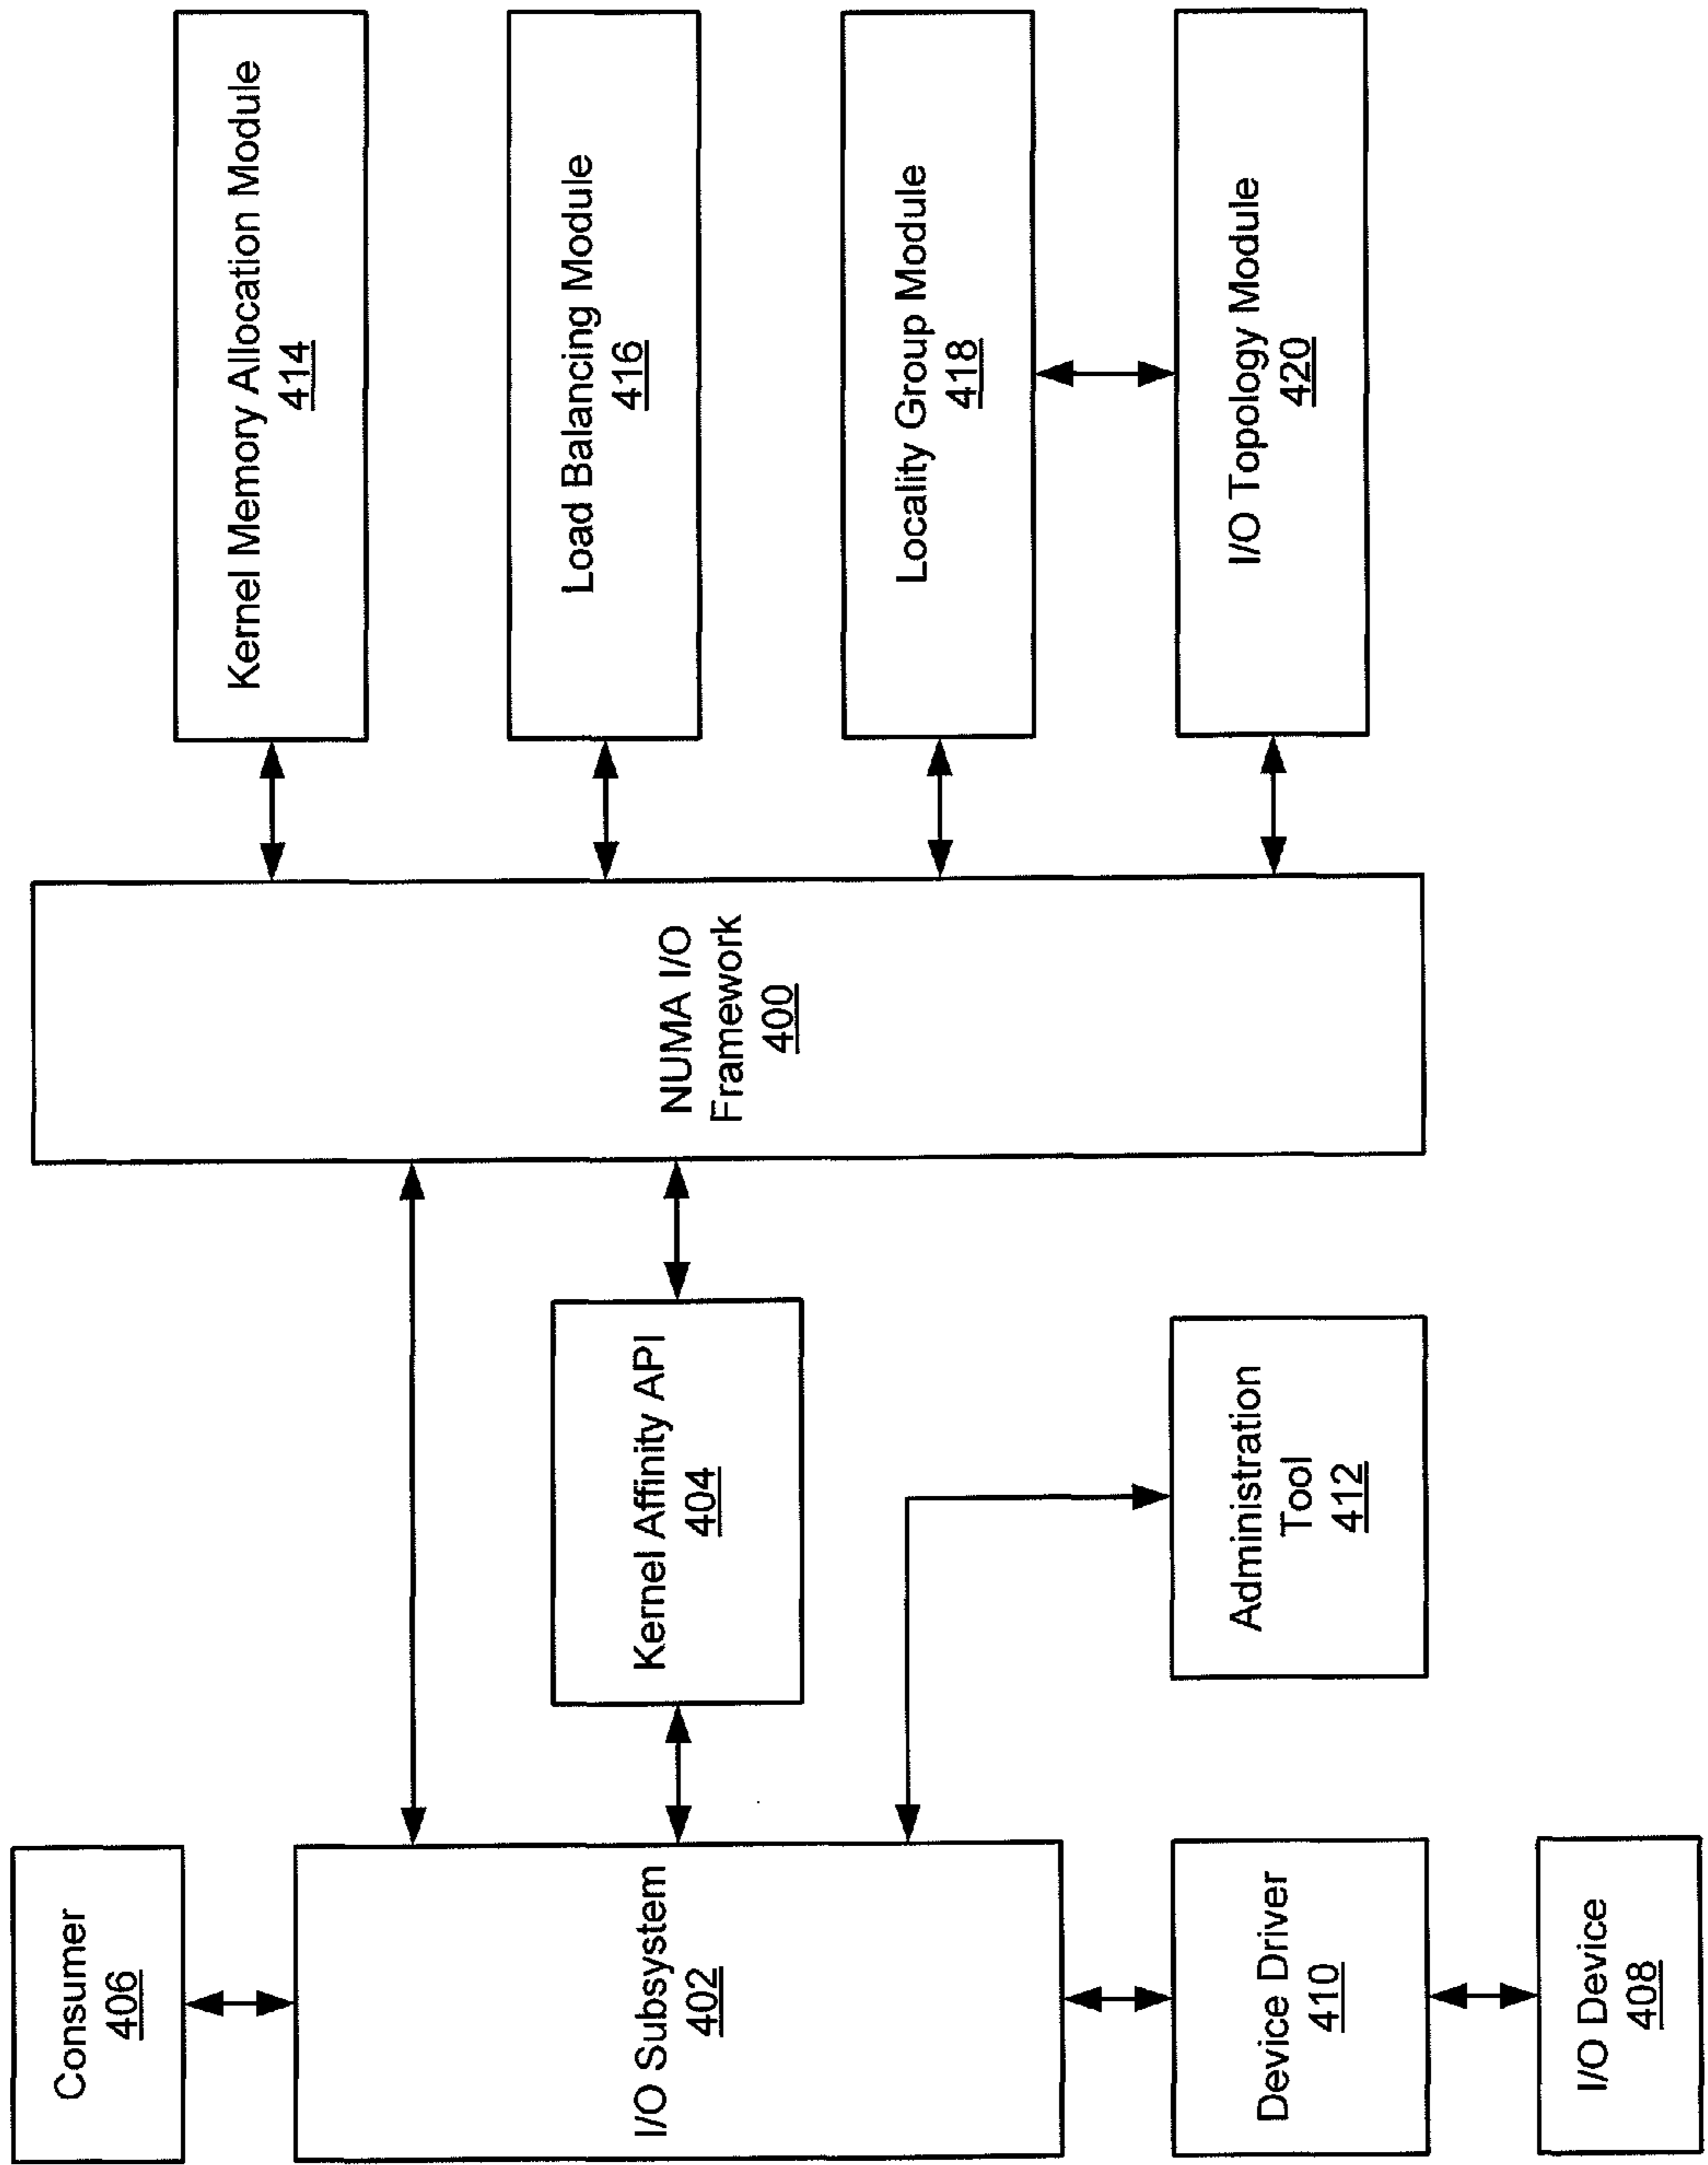 Consumer
406
I/O Subsystem
402
Device Driver
410
I/O Device
408
Kernel Affinity API
404
Administration
Tool
412
NUMA I/O
Framework
400
Kernel Memory Allocation Module
414
Load Balancing Module
416
Locality Group Module
418
I/O Topology Module
420